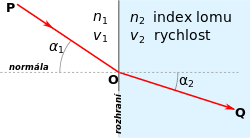 P
n₁ n₂ index lomu
v₁ v₂ rychlost
α₁
normála
O
α₂
rozhraní
Q